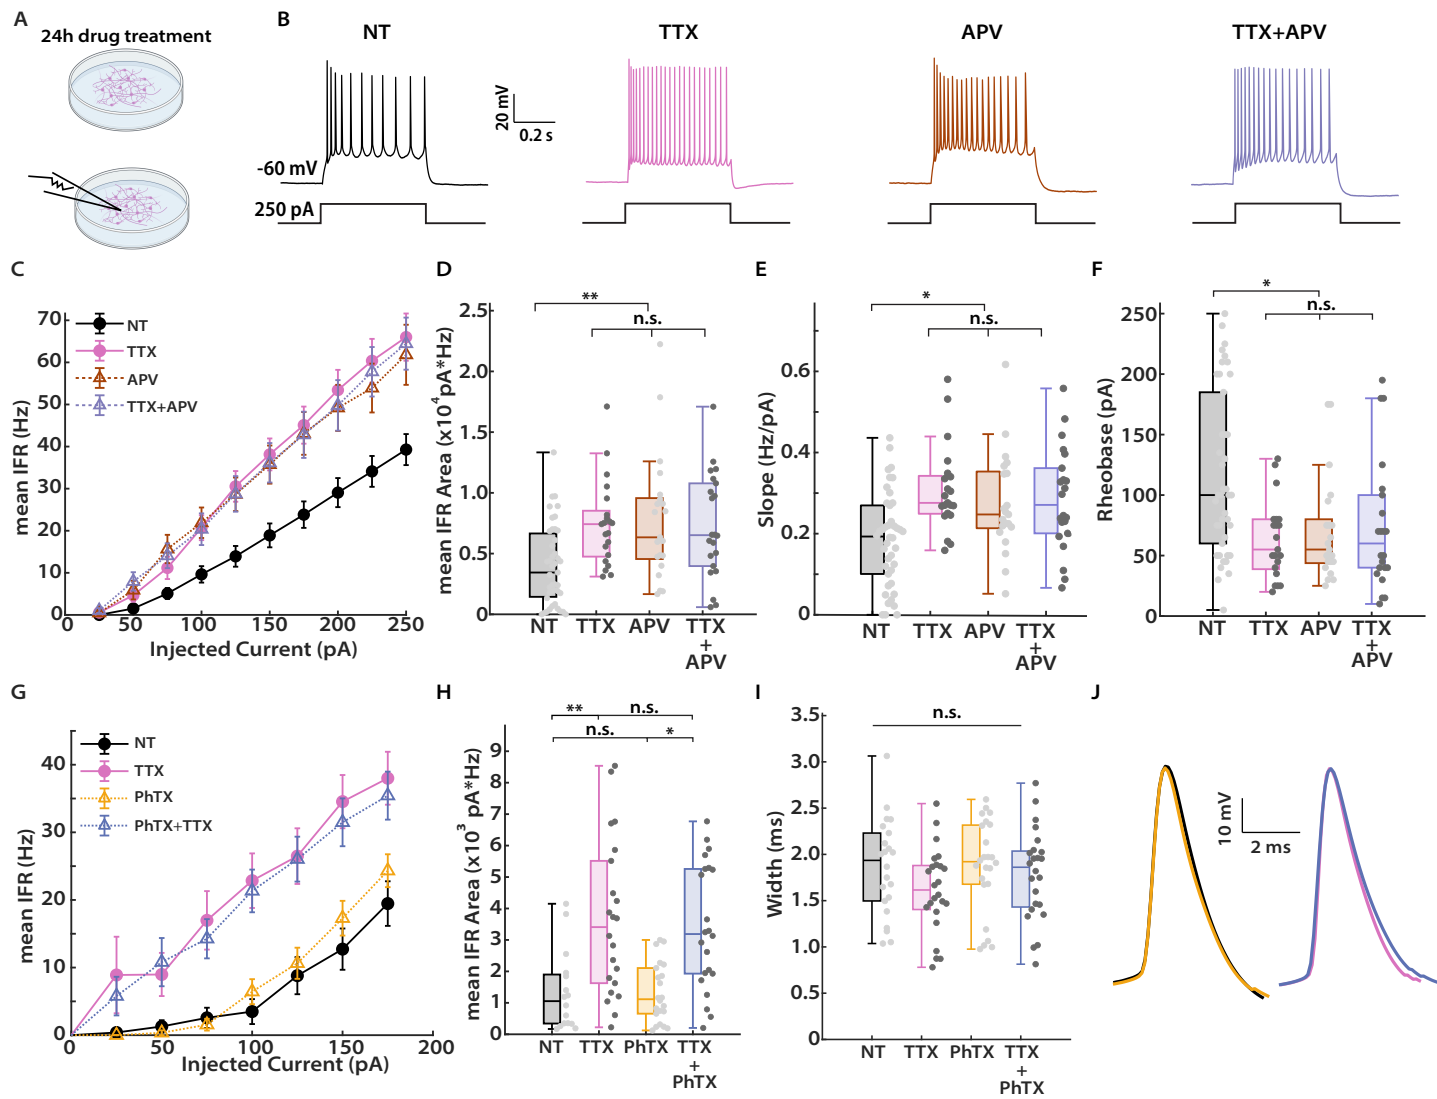 A
24h drug treatment
B
NT
TTX
APV
TTX+APV
20 mV
0.2 s
-60 mV
250 pA
C
mean IFR (Hz)
70
60
50
40
30
20
10
0
0
50
100
150
200
250
Injected Current (pA)
NT
TTX
APV
TTX+APV
D
mean IFR Area (x10⁴pA*Hz)
2.5
2.0
1.5
1.0
0.5
0
**
n.s.
NT
TTX
APV
TTX
+
APV
E
Slope (Hz/pA)
0.6
0.4
0.2
0
*
n.s.
NT
TTX
APV
TTX
+
APV
F
Rheobase (pA)
250
200
150
100
50
0
*
n.s.
NT
TTX
APV
TTX
+
APV
G
mean IFR (Hz)
40
30
20
10
0
0
50
100
150
200
Injected Current (pA)
NT
TTX
PhTX
PhTX+TTX
H
mean IFR Area (x10³ pA*Hz)
9
8
7
6
5
4
3
2
1
0
**
n.s.
n.s.
*
NT
TTX
PhTX
TTX
+
PhTX
I
Width (ms)
3.5
3.0
2.5
2.0
1.5
1.0
0.5
0
n.s.
NT
TTX
PhTX
TTX
+
PhTX
J
10 mV
2 ms